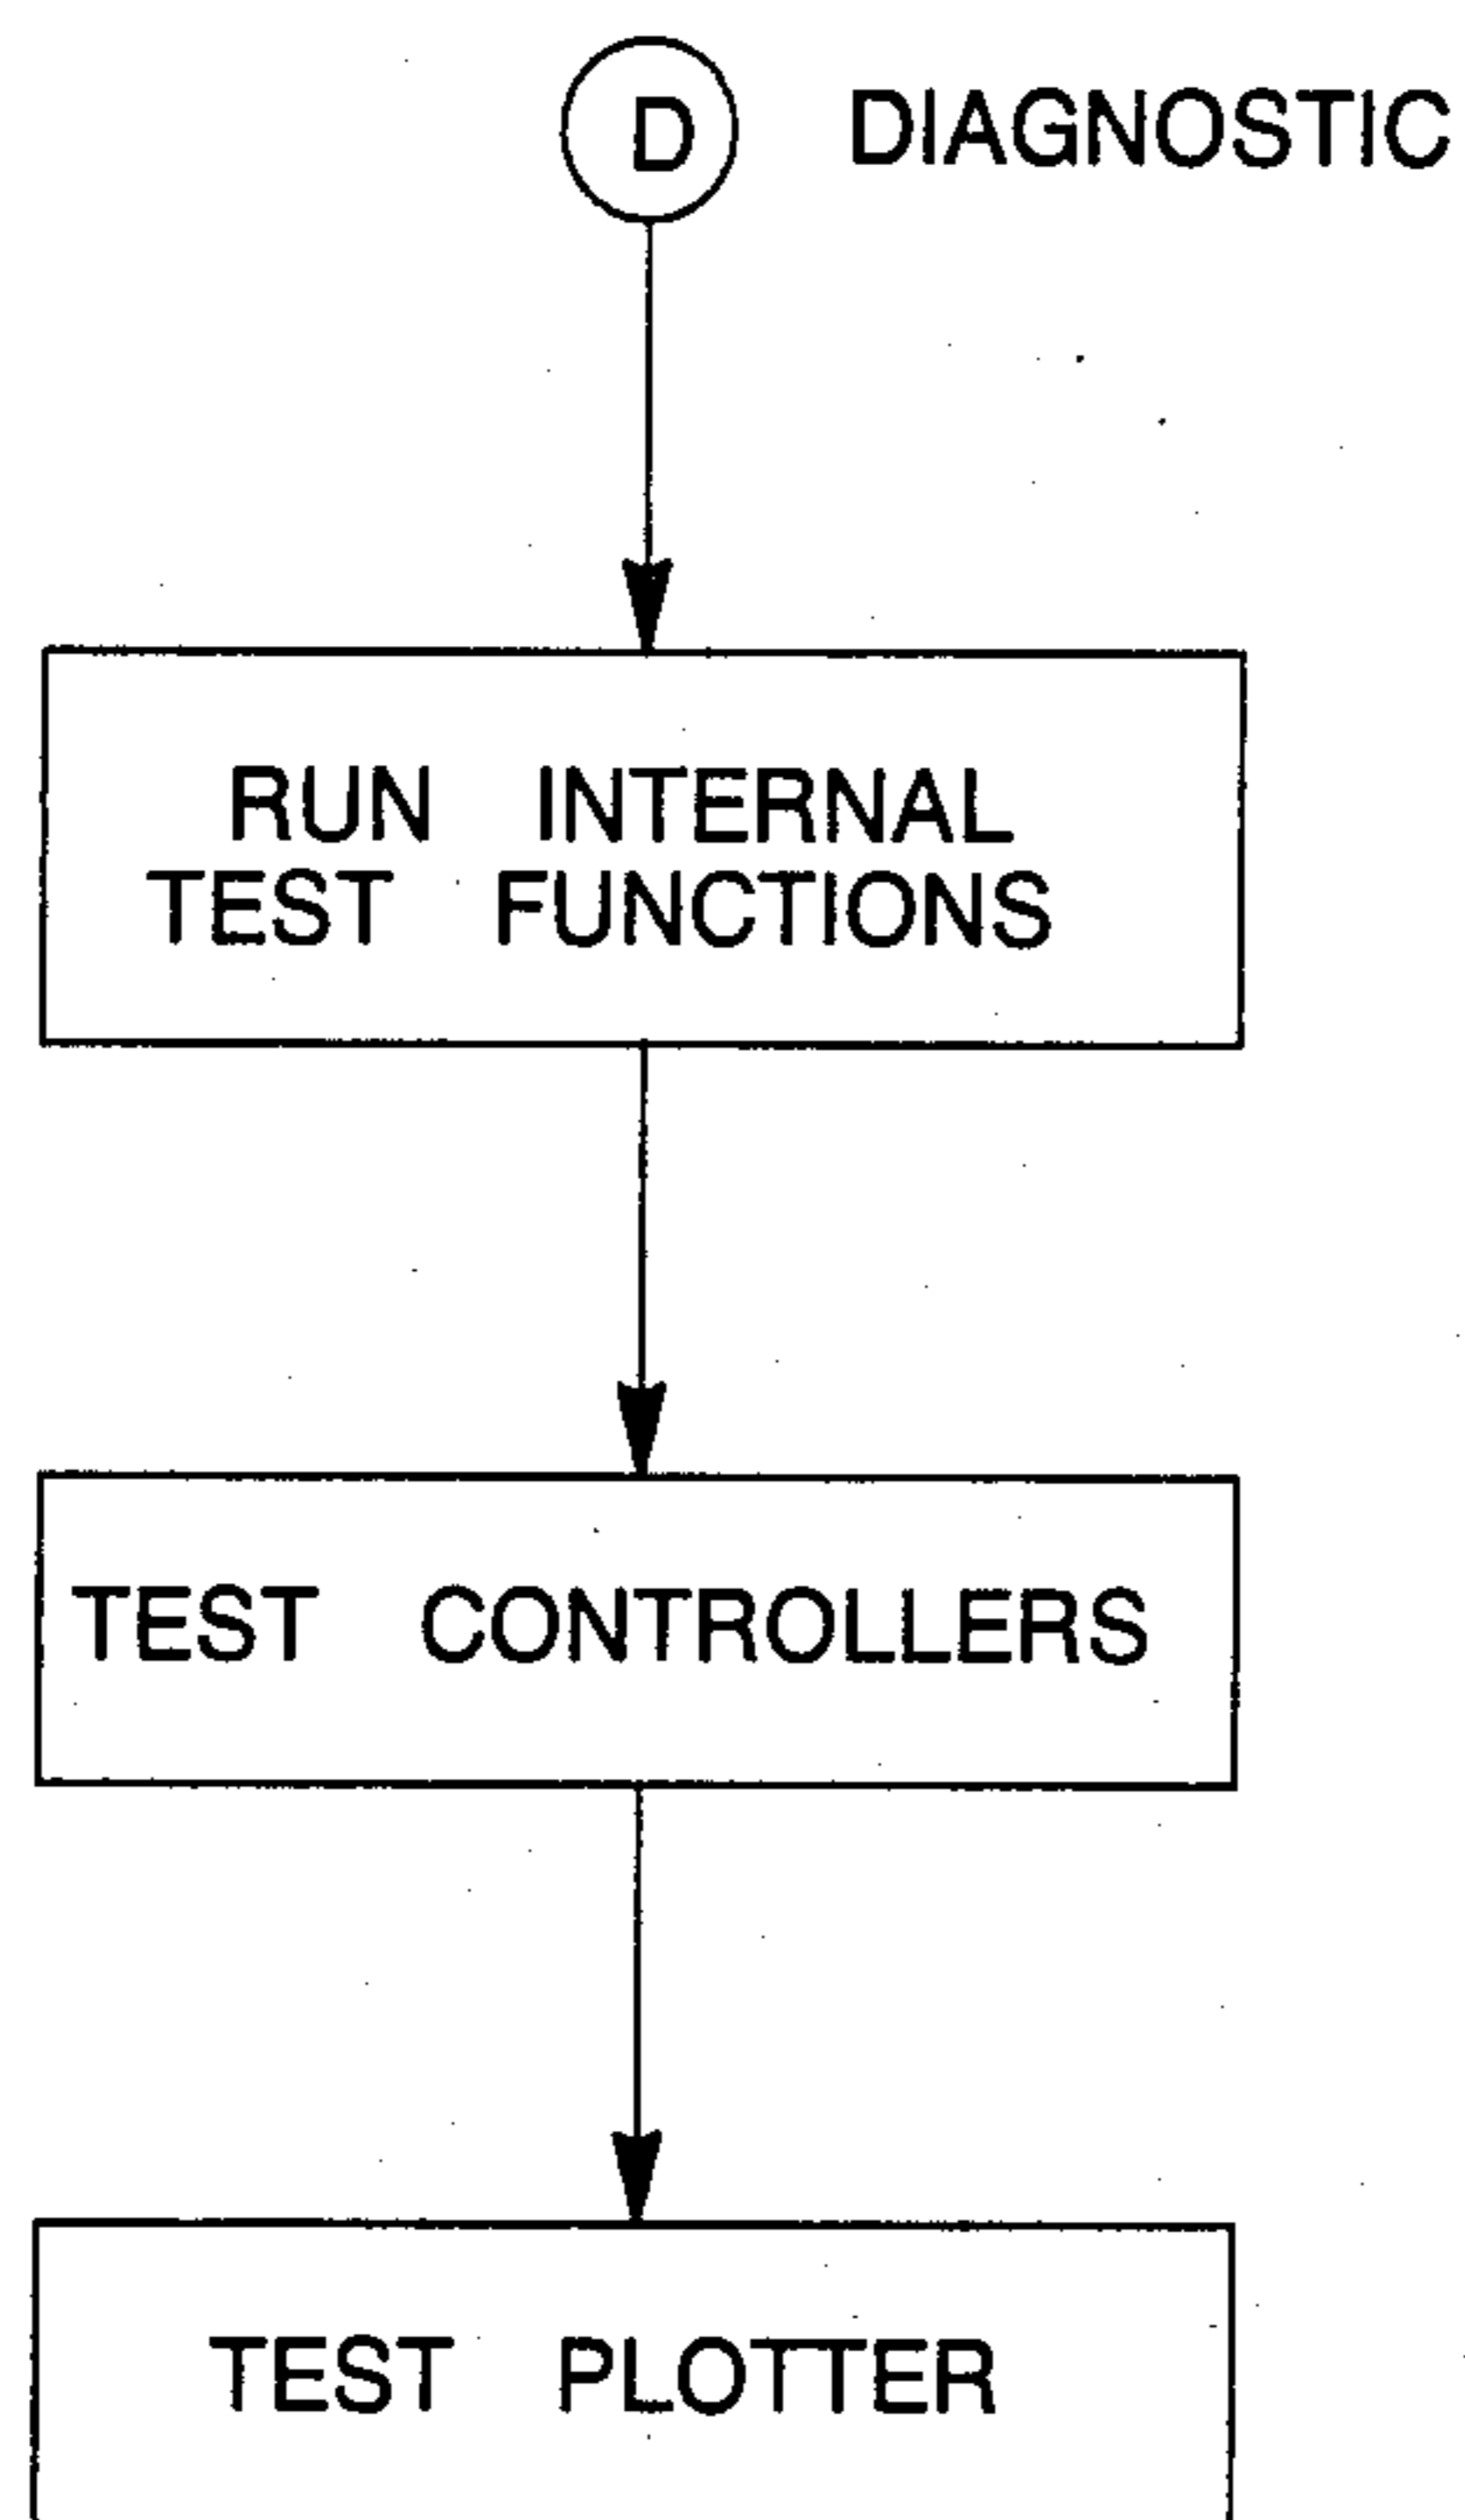 D DIAGNOSTIC
RUN INTERNAL
TEST FUNCTIONS
TEST CONTROLLERS
TEST PLOTTER